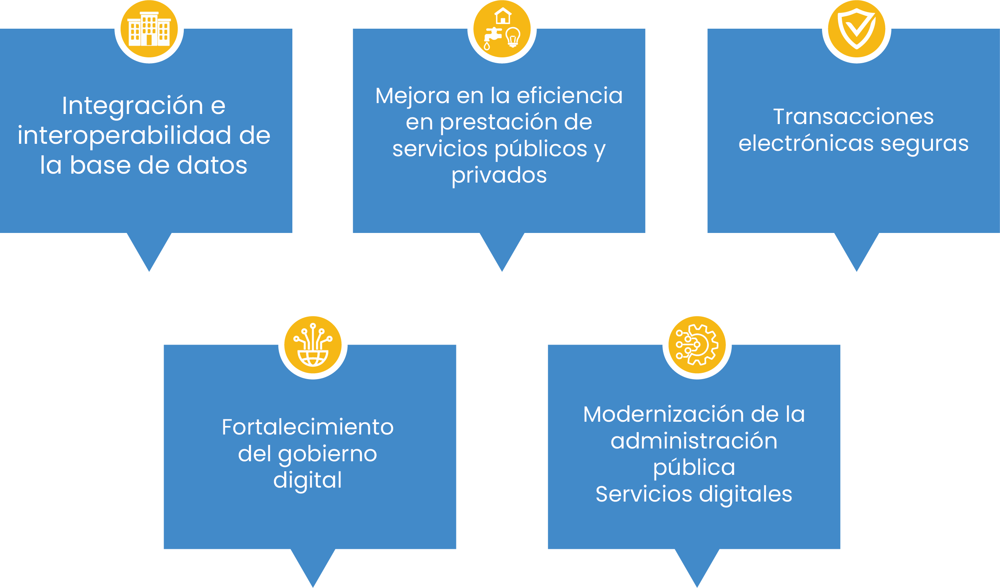 Integración e
interoperabilidad de
la base de datos
Mejora en la eficiencia
en prestación de
servicios públicos y
privados
Transacciones
electrónicas seguras
Fortalecimiento
del gobierno
digital
Modernización de la
administración
pública
Servicios digitales